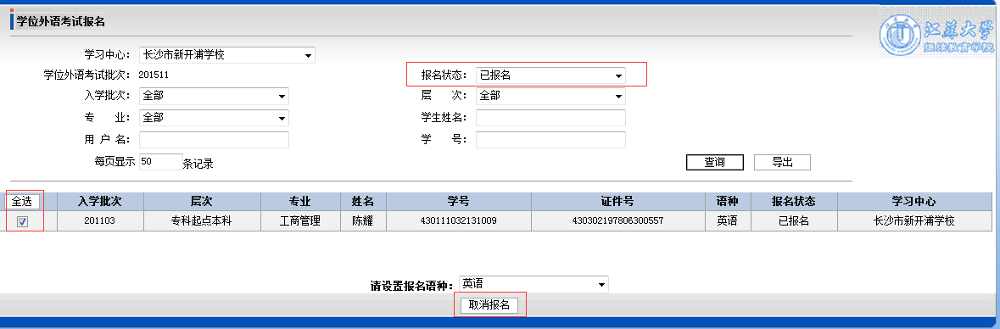 学位外语考试报名
江苏大学
继续教育学院
学习中心： 长沙市新开浦学校
学位外语考试批次： 201511 报名状态： 已报名
入学批次： 全部 层 次： 全部
专 业： 全部 学生姓名：
用 户 名： 学 号：
每页显示 50 条记录 查询 导出
全选 入学批次 层次 专业 姓名 学号 证件号 语种 报名状态 学习中心
201103 专科起点本科 工商管理 陈耀 430111032131009 430302197806300557 英语 已报名 长沙市新开浦学校
请设置报名语种： 英语
取消报名